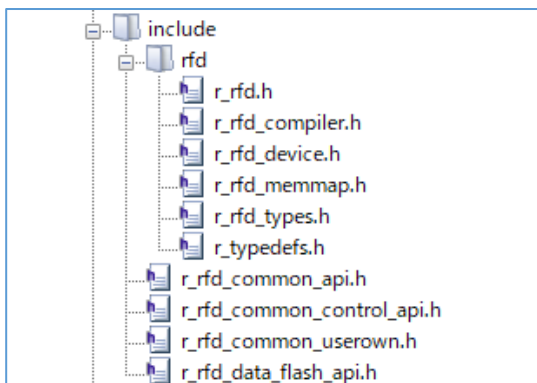 include
rfd
r_rfd.h
r_rfd_compiler.h
r_rfd_device.h
r_rfd_memmap.h
r_rfd_types.h
r_typedefs.h
r_rfd_common_api.h
r_rfd_common_control_api.h
r_rfd_common_userown.h
r_rfd_data_flash_api.h